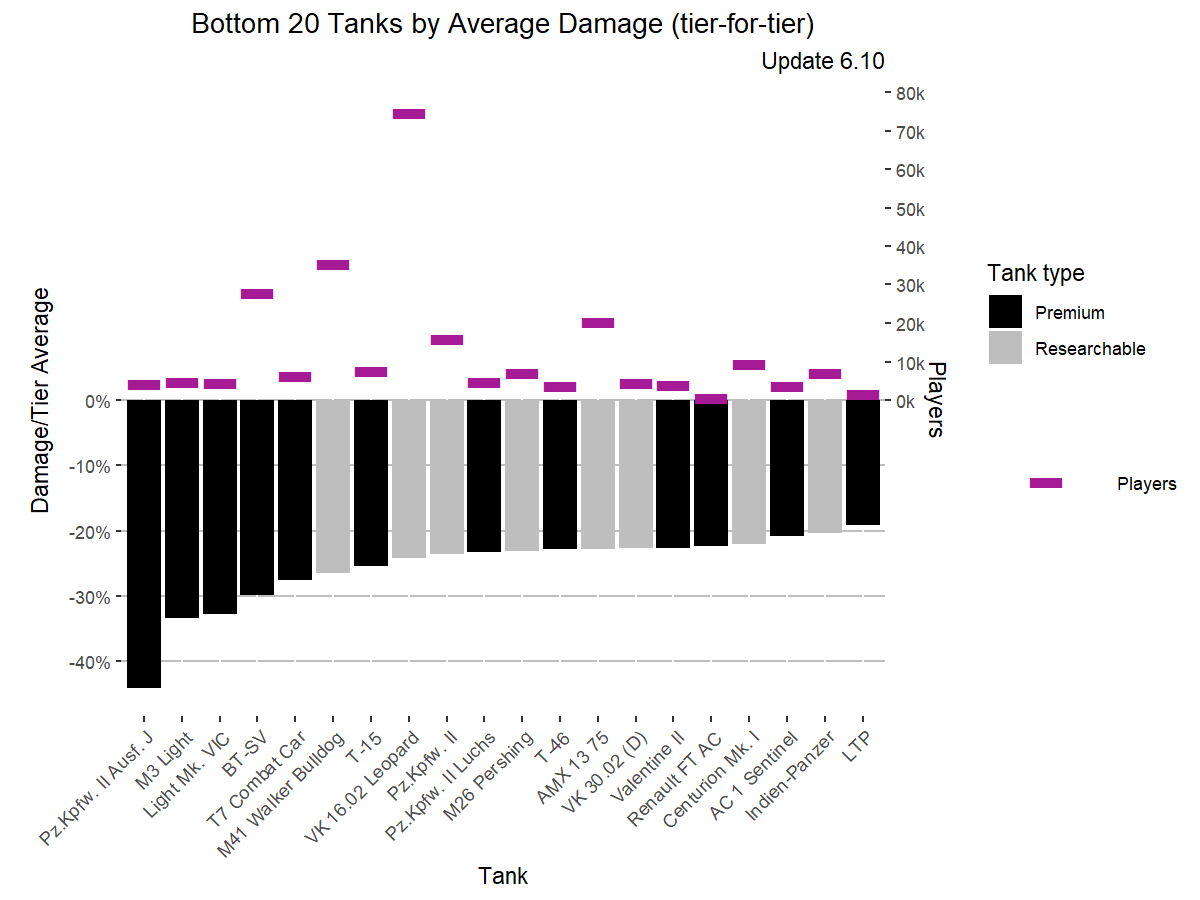 Bottom 20 Tanks by Average Damage (tier-for-tier)
Update 6.10
80k
70k
60k
50k
40k
30k
20k
10k
0k
Players
Damage/Tier Average
0%
-10%
-20%
-30%
-40%
Pz.Kpfw. II Ausf. J
M3 Light
Light Mk. VIC
BT-SV
T7 Combat Car
M41 Walker Bulldog
T-15
VK 16.02 Leopard
Pz.Kpfw. II
Pz.Kpfw. II Luchs
M26 Pershing
T-46
AMX 13 75
VK 30.02 (D)
Valentine II
Renault FT AC
Centurion Mk. I
AC 1 Sentinel
Indien-Panzer
LTP
Tank
Tank type
Premium
Researchable
Players